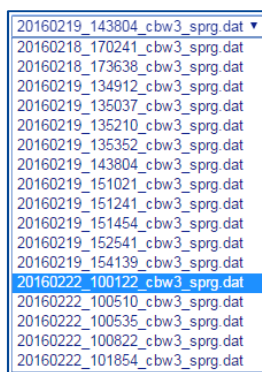 20160219_143804_cbw3_sprg.dat
20160218_170241_cbw3_sprg.dat
20160218_173638_cbw3_sprg.dat
20160219_134912_cbw3_sprg.dat
20160219_135037_cbw3_sprg.dat
20160219_135210_cbw3_sprg.dat
20160219_135352_cbw3_sprg.dat
20160219_143804_cbw3_sprg.dat
20160219_151021_cbw3_sprg.dat
20160219_151241_cbw3_sprg.dat
20160219_151454_cbw3_sprg.dat
20160219_152541_cbw3_sprg.dat
20160219_154139_cbw3_sprg.dat
20160222_100122_cbw3_sprg.dat
20160222_100510_cbw3_sprg.dat
20160222_100535_cbw3_sprg.dat
20160222_100822_cbw3_sprg.dat
20160222_101854_cbw3_sprg.dat